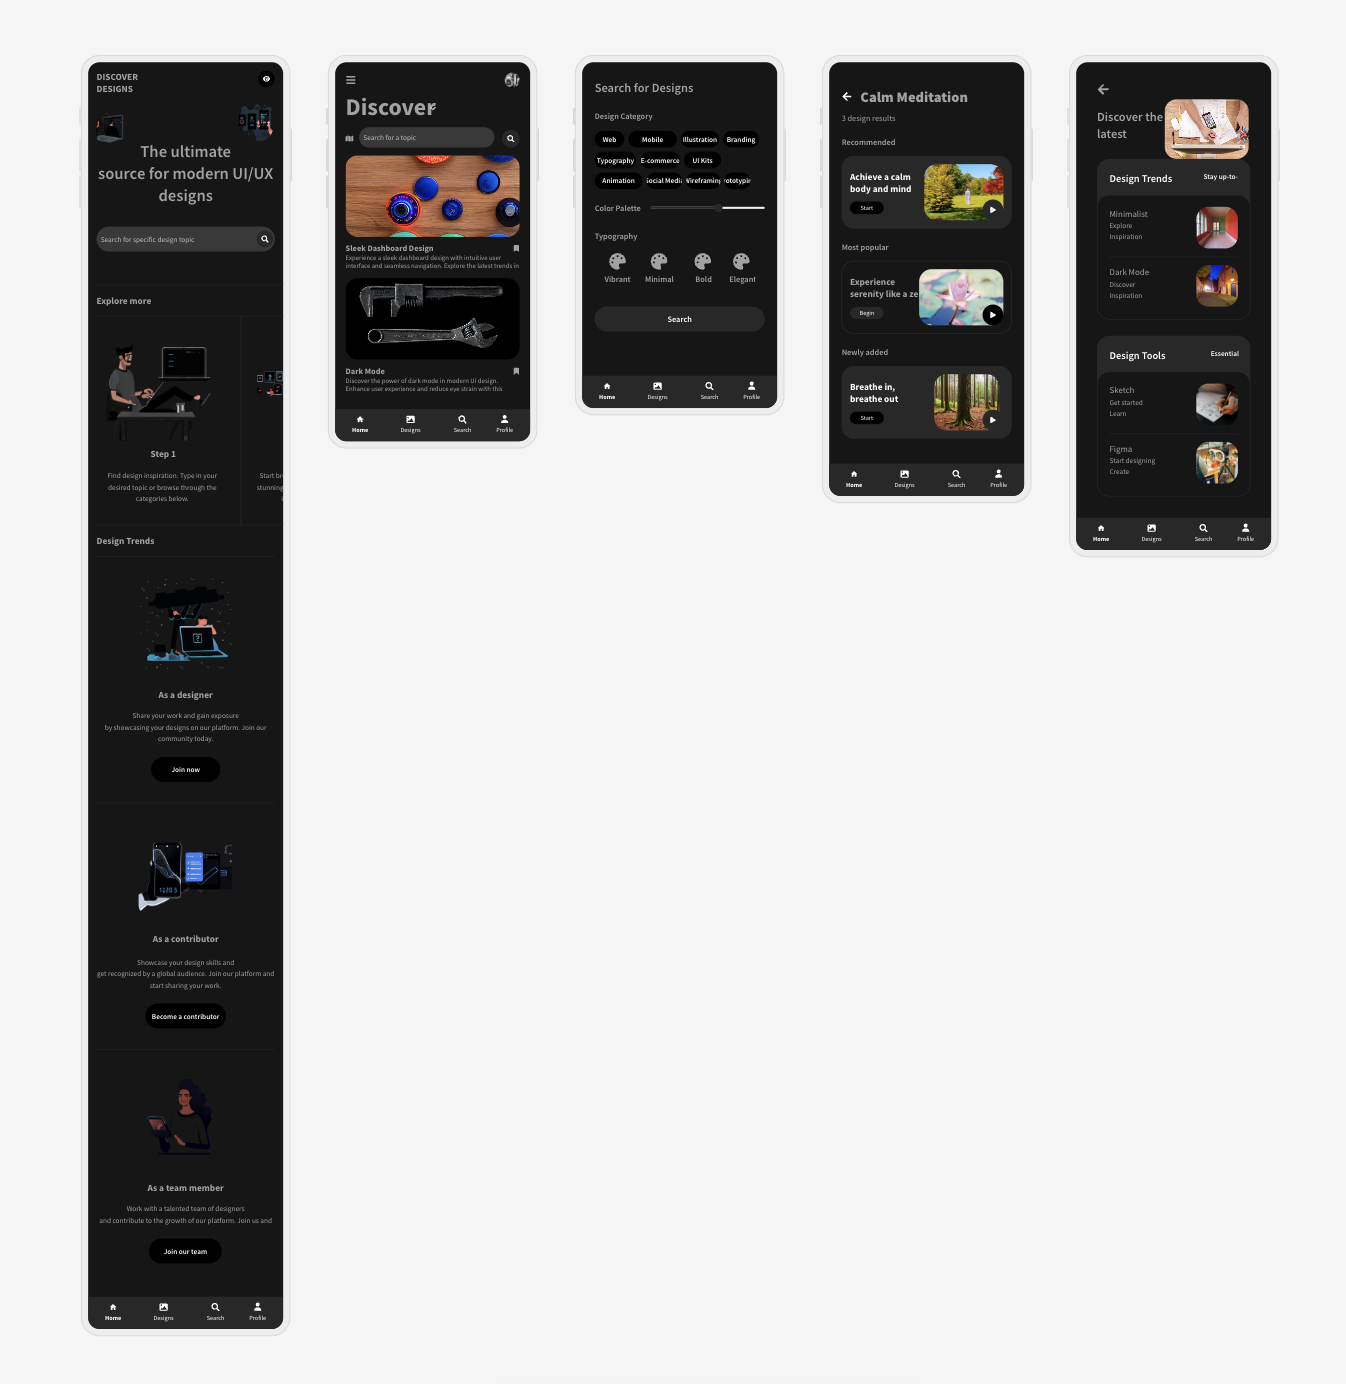 DISCOVER
DESIGNS
The ultimate
source for modern UI/UX
designs
Search for specific design topic
Explore more
Step 1
Find design inspiration. Type in your
desired topic or browse through the
categories below.
Start br
stunning
Design Trends
As a designer
Share your work and gain exposure
by showcasing your designs on our platform. Join our
community today.
Join now
As a contributor
Showcase your design skills and
get recognized by a global audience. Join our platform and
start sharing your work.
Become a contributor
As a team member
Work with a talented team of designers
and contribute to the growth of our platform. Join us and
Join our team
Home Designs Search Profile
Discover
Search for a topic
Sleek Dashboard Design
Experience a sleek dashboard design with intuitive user
interface and seamless navigation. Explore the latest trends in
Dark Mode
Discover the power of dark mode in modern UI design.
Enhance user experience and reduce eye strain with this
Home Designs Search Profile
Search for Designs
Design Category
Web Mobile Illustration Branding
Typography E-commerce UI Kits
Animation Social Media Wireframing rototypin
Color Palette
Typography
Vibrant Minimal Bold Elegant
Search
Home Designs Search Profile
Calm Meditation
3 design results
Recommended
Achieve a calm
body and mind
Start
Most popular
Experience
serenity like a ze
Begin
Newly added
Breathe in,
breathe out
Start
Home Designs Search Profile
Discover the
latest
Design Trends Stay up-to-
Minimalist
Explore
Inspiration
Dark Mode
Discover
Inspiration
Design Tools Essential
Sketch
Get started
Learn
Figma
Start designing
Create
Home Designs Search Profile